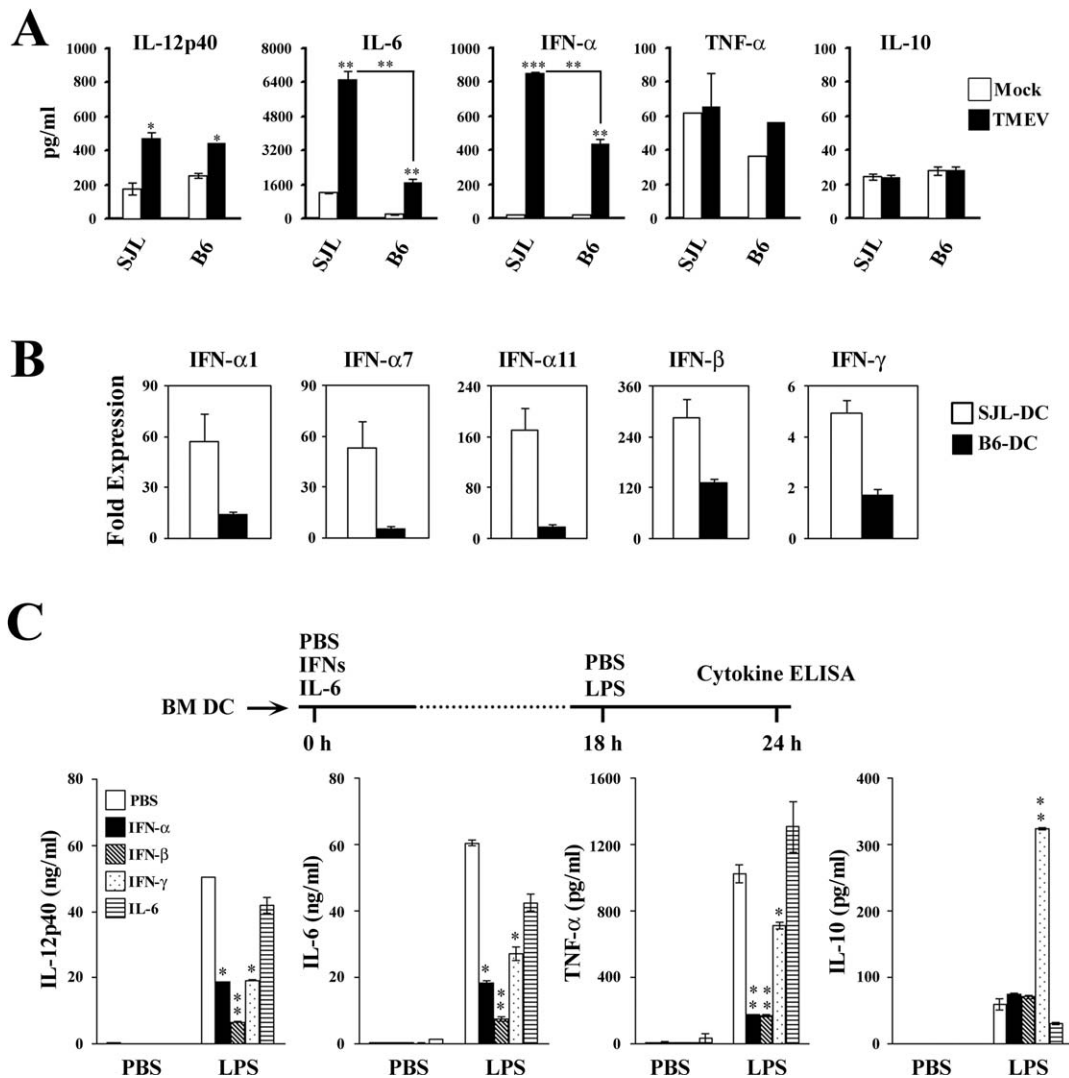 A
IL-12p40
IL-6
IFN-α
TNF-α
IL-10
pg/ml
1000
800
600
400
200
0
*
*
SJL
B6
8000
6400
4800
3200
1600
0
**
**
**
SJL
B6
1000
800
600
400
200
0
***
**
**
SJL
B6
100
80
60
40
20
0
SJL
B6
100
80
60
40
20
0
SJL
B6
Mock
TMEV
B
IFN-α1
IFN-α7
IFN-α11
IFN-β
IFN-γ
Fold Expression
90
60
30
0
90
60
30
0
240
160
80
0
360
240
120
0
6
4
2
0
SJL-DC
B6-DC
C
PBS
IFNs
IL-6
PBS
LPS
Cytokine ELISA
BM DC
0 h
18 h
24 h
IL-12p40 (ng/ml)
80
60
40
20
0
PBS
IFN-α
IFN-β
IFN-γ
IL-6
*
**
*
PBS
LPS
IL-6 (ng/ml)
80
60
40
20
0
*
**
*
PBS
LPS
TNF-α (pg/ml)
1600
1200
800
400
0
**
**
*
PBS
LPS
IL-10 (pg/ml)
400
300
200
100
0
**
PBS
LPS